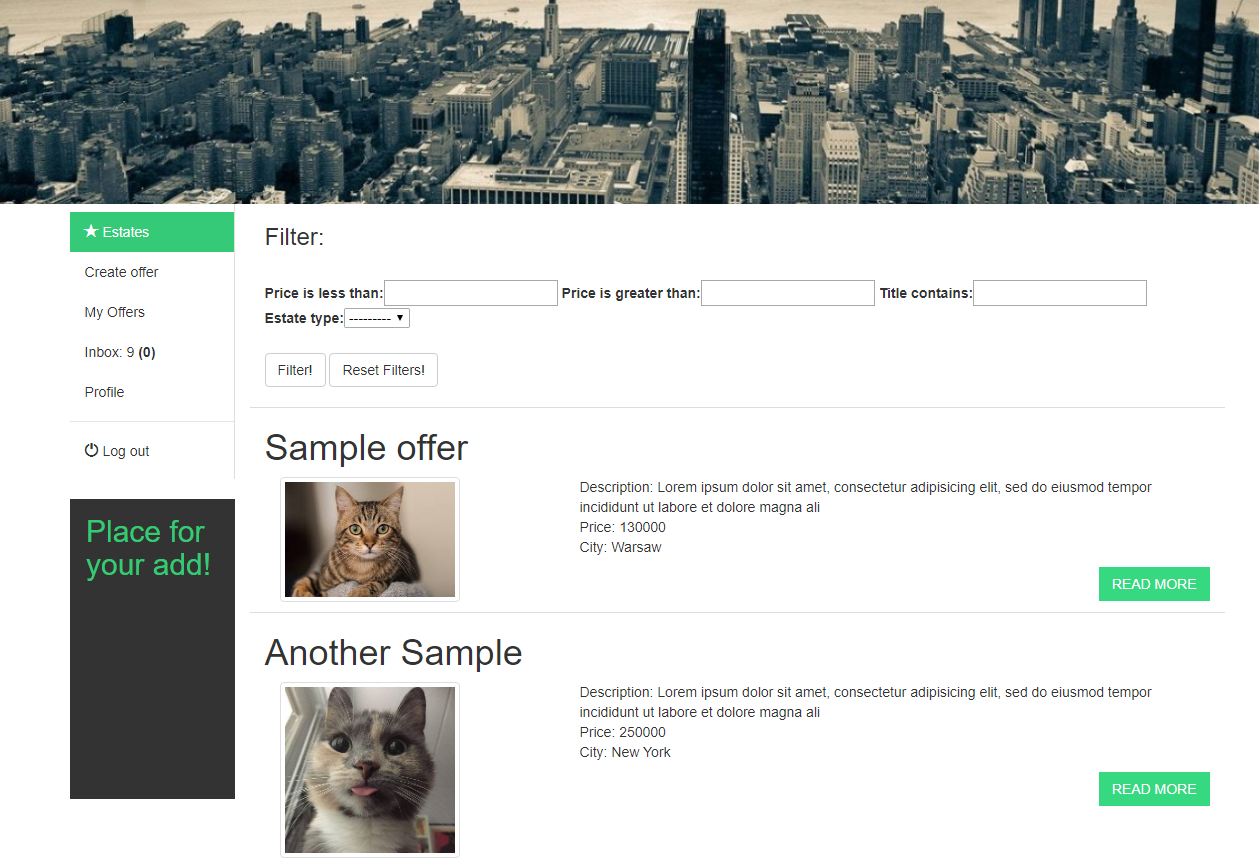 Estates
Create offer
My Offers
Inbox: 9 (0)
Profile
Log out
Place for
your add!
Filter:
Price is less than: Price is greater than: Title contains:
Estate type: ---------
Filter! Reset Filters!
Sample offer
Description: Lorem ipsum dolor sit amet, consectetur adipisicing elit, sed do eiusmod tempor
incididunt ut labore et dolore magna ali
Price: 130000
City: Warsaw
READ MORE
Another Sample
Description: Lorem ipsum dolor sit amet, consectetur adipisicing elit, sed do eiusmod tempor
incididunt ut labore et dolore magna ali
Price: 250000
City: New York
READ MORE